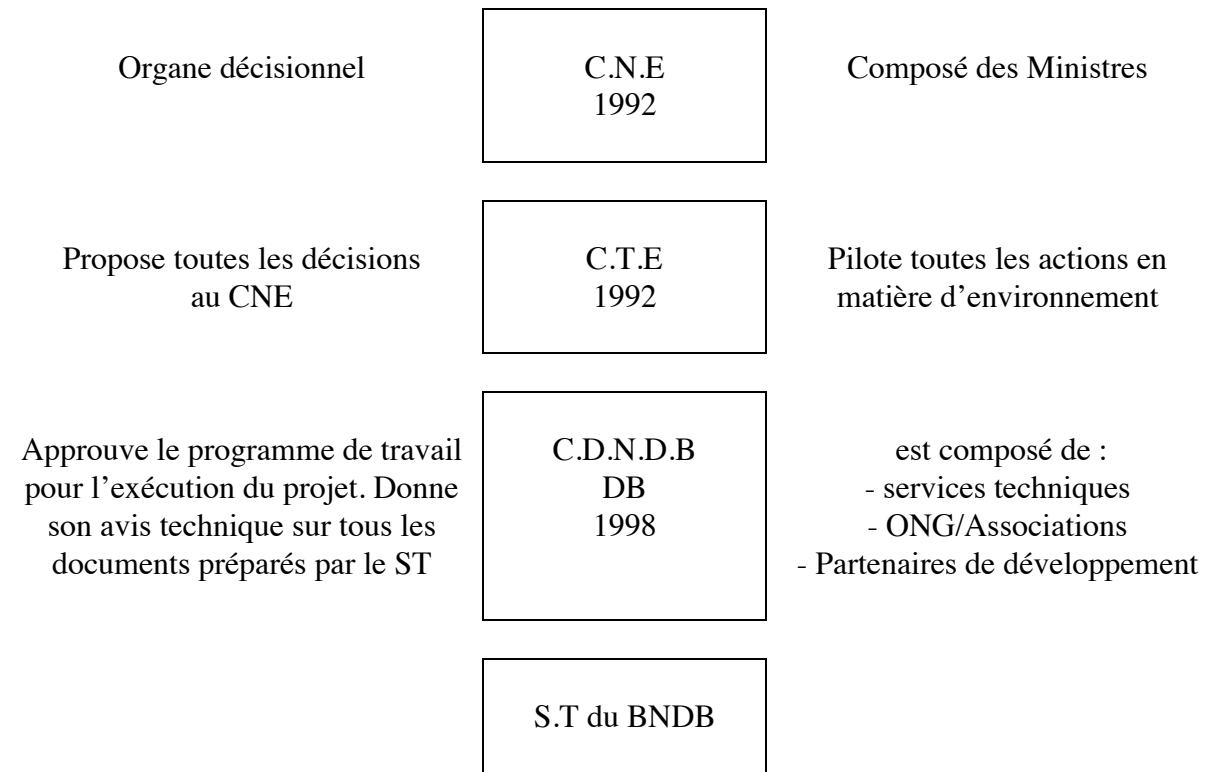 Organe décisionnel
C.N.E
1992
Composé des Ministres
Propose toutes les décisions
au CNE
C.T.E
1992
Pilote toutes les actions en
matière d’environnement
Approuve le programme de travail
pour l’exécution du projet. Donne
son avis technique sur tous les
documents préparés par le ST
C.D.N.D.B
DB
1998
est composé de :
- services techniques
- ONG/Associations
- Partenaires de développement
S.T du BNDB